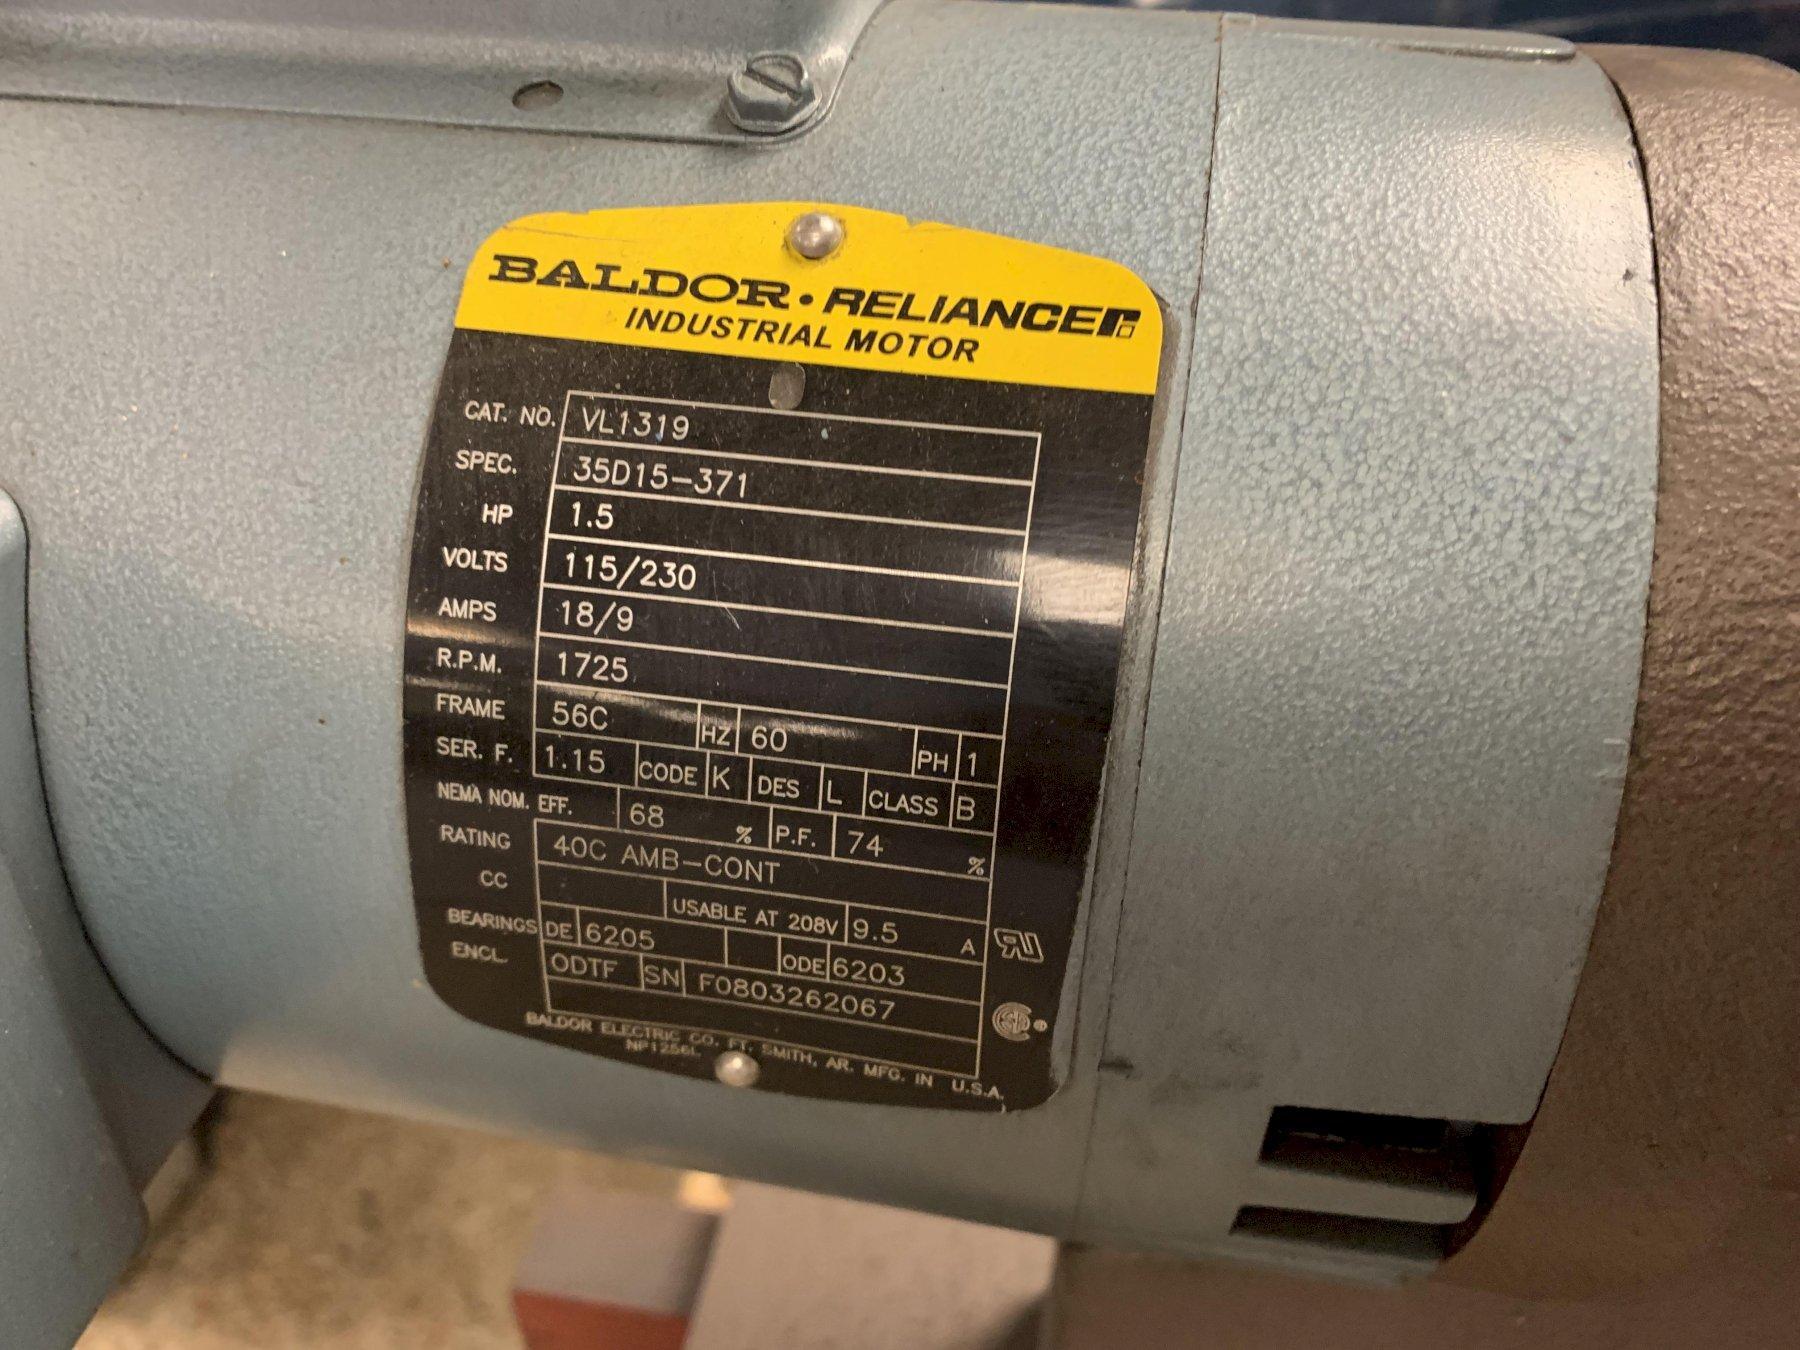 BALDOR • RELIANCE
INDUSTRIAL MOTOR
CAT. NO. VL1319
SPEC. 35D15-371
HP 1.5
VOLTS 115/230
AMPS 18/9
R.P.M. 1725
FRAME 56C HZ 60 PH 1
SER. F. 1.15 CODE K DES L CLASS B
NEMA NOM. EFF. 68 % P.F. 74 %
RATING 40C AMB-CONT
CC USABLE AT 208V 9.5 A
BEARINGS DE 6205 ODE 6203
ENCL. ODTF SN F0803262067
BALDOR ELECTRIC CO. FT. SMITH, AR. MFG. IN U.S.A.
NP1256L